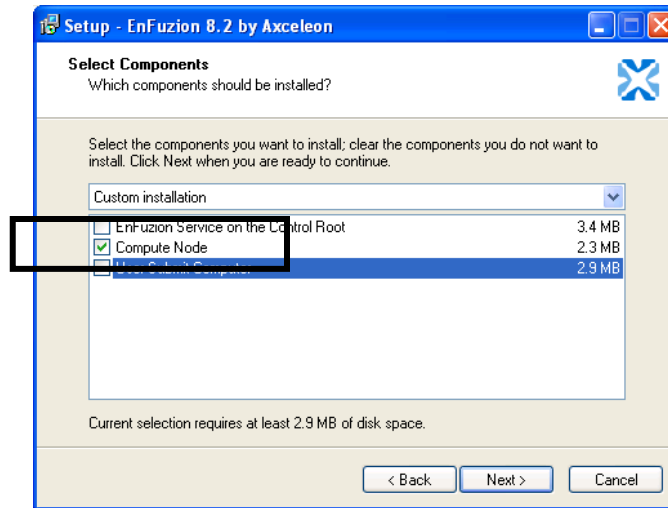 Setup - EnFuzion 8.2 by Axceleon
Select Components
Which components should be installed?
Select the components you want to install; clear the components you do not want to
install. Click Next when you are ready to continue.
Custom installation
EnFuzion Service on the Control Root 3.4 MB
Compute Node 2.3 MB
User Submit Computer 2.9 MB
Current selection requires at least 2.9 MB of disk space.
< Back Next > Cancel